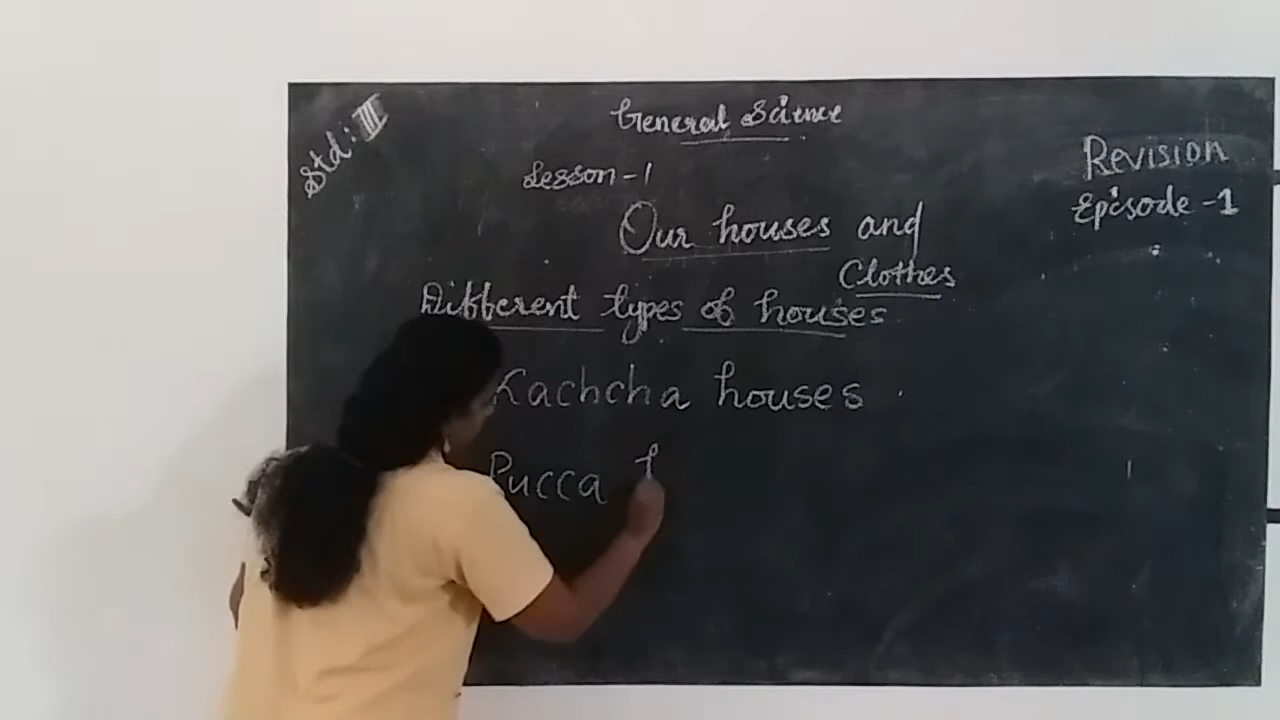 Std: III
General Science
Revision
Episode - 1
Lesson - 1
Our houses and
Clothes
Different types of houses
Kachcha houses
Pucca